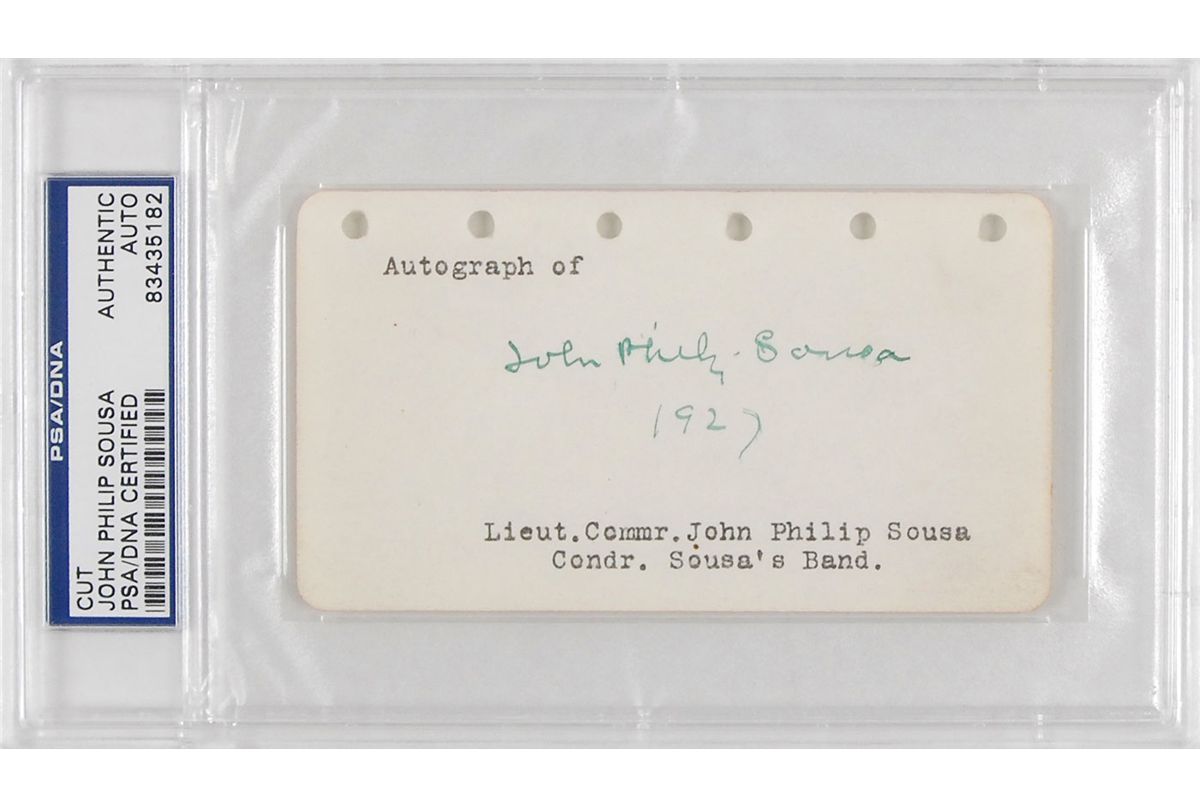 PSA/DNA
CUT
AUTHENTIC
JOHN PHILIP SOUSA
AUTO
PSA/DNA CERTIFIED
83435182
Autograph of
John Philip Sousa
1927
Lieut.Commr.John Philip Sousa
Condr. Sousa's Band.